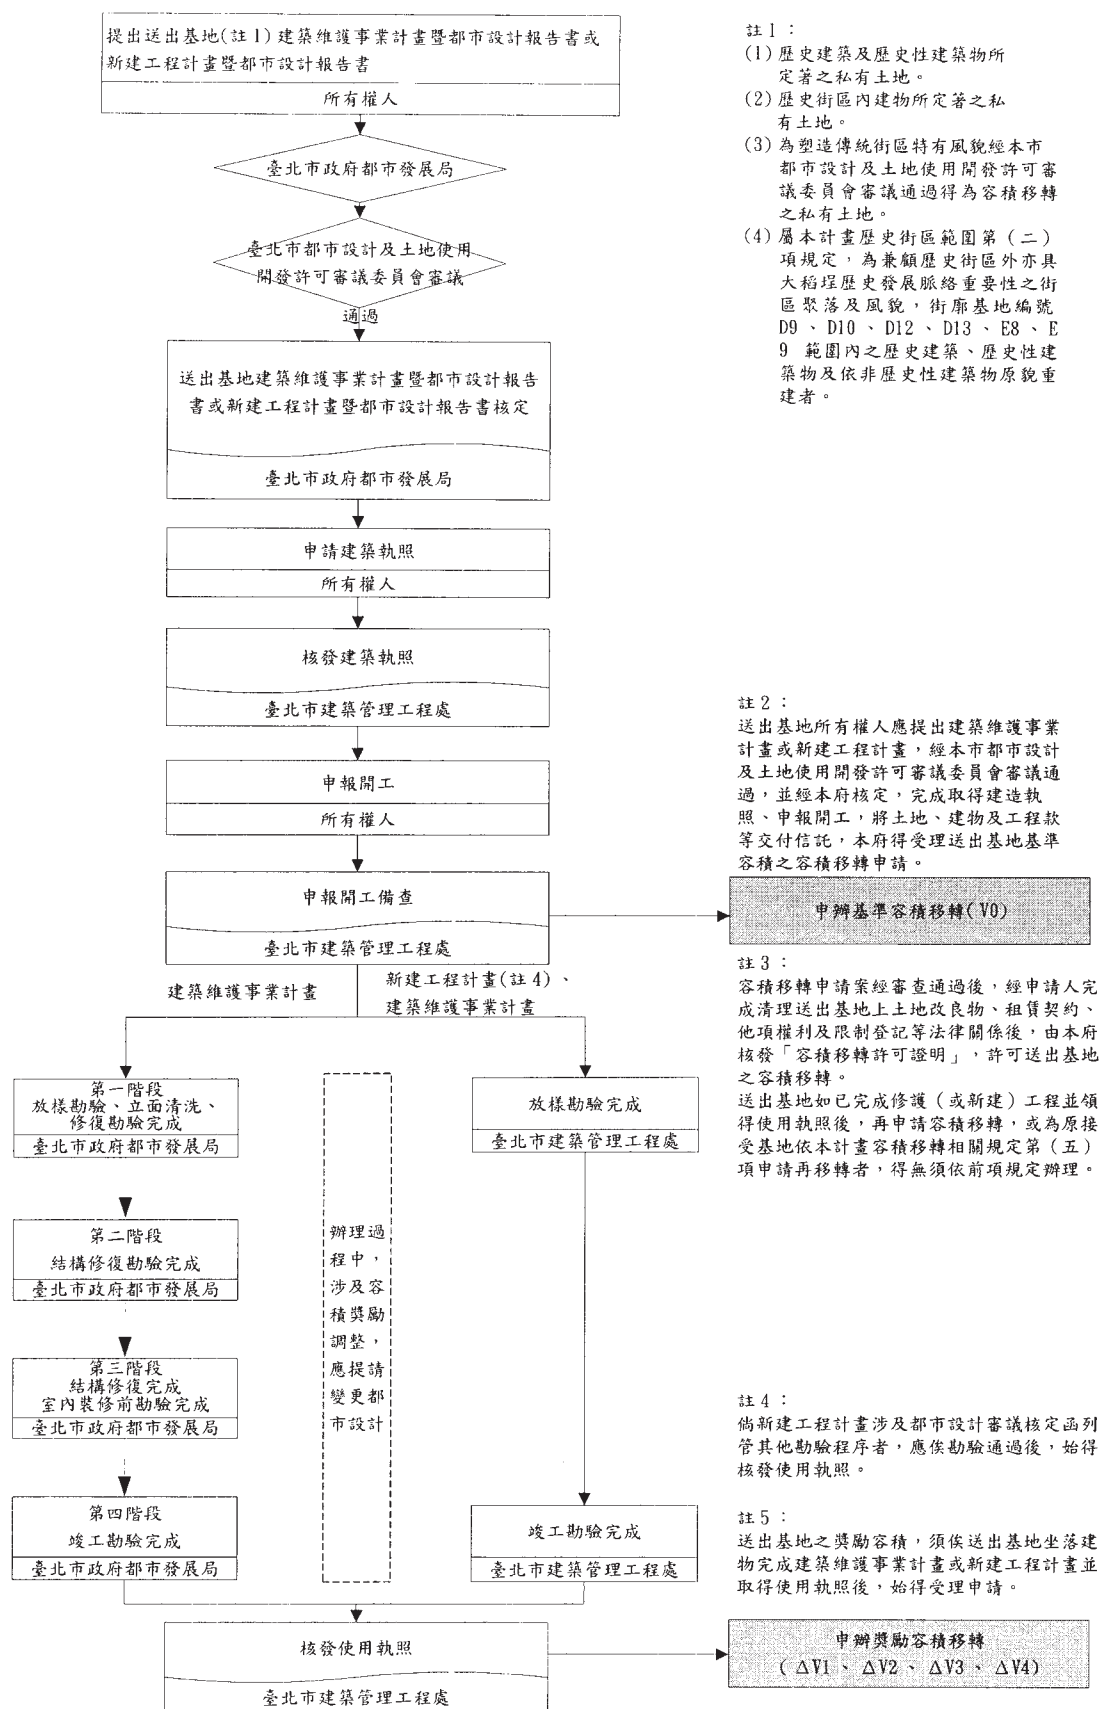 提出送出基地(註1)建築維護事業計畫暨都市設計報告書或
新建工程計畫暨都市設計報告書
所有權人
臺北市政府都市發展局
臺北市都市設計及土地使用
開發許可審議委員會審議
通過
送出基地建築維護事業計畫暨都市設計報告
書或新建工程計畫暨都市設計報告書核定
臺北市政府都市發展局
申請建築執照
所有權人
核發建築執照
臺北市建築管理工程處
申報開工
所有權人
申報開工備查
臺北市建築管理工程處
建築維護事業計畫
新建工程計畫(註4)、
建築維護事業計畫
第一階段
放樣勘驗、立面清洗、
修復勘驗完成
臺北市政府都市發展局
第二階段
結構修復勘驗完成
臺北市政府都市發展局
第三階段
結構修復完成
室內裝修前勘驗完成
臺北市政府都市發展局
第四階段
竣工勘驗完成
臺北市政府都市發展局
辦理過
程中,
涉及容
積獎勵
調整,
應提請
變更都
市設計
放樣勘驗完成
臺北市建築管理工程處
竣工勘驗完成
臺北市建築管理工程處
核發使用執照
臺北市建築管理工程處
註1:
(1)歷史建築及歷史性建築物所
定著之私有土地。
(2)歷史街區內建物所定著之私
有土地。
(3)為塑造傳統街區特有風貌經本市
都市設計及土地使用開發許可審
議委員會審議通過得為容積移轉
之私有土地。
(4)屬本計畫歷史街區範圍第(二)
項規定,為兼顧歷史街區外亦具
大稻埕歷史發展脈絡重要性之街
區聚落及風貌,街廓基地編號
D9、D10、D12、D13、E8、E
9 範圍內之歷史建築、歷史性建
築物及依非歷史性建築物原貌重
建者。
註2:
送出基地所有權人應提出建築維護事業
計畫或新建工程計畫,經本市都市設計
及土地使用開發許可審議委員會審議通
過,並經本府核定,完成取得建造執
照、申報開工,將土地、建物及工程款
等交付信託,本府得受理送出基地基準
容積之容積移轉申請。
申辦基準容積移轉(V0)
註3:
容積移轉申請案經審查通過後,經申請人完
成清理送出基地上土地改良物、租賃契約、
他項權利及限制登記等法律關係後,由本府
核發「容積移轉許可證明」,許可送出基地
之容積移轉。
送出基地如已完成修護(或新建)工程並領
得使用執照後,再申請容積移轉,或為原接
受基地依本計畫容積移轉相關規定第(五)
項申請再移轉者,得無須依前項規定辦理。
註4:
倘新建工程計畫涉及都市設計審議核定函列
管其他勘驗程序者,應俟勘驗通過後,始得
核發使用執照。
註5:
送出基地之獎勵容積,須俟送出基地坐落建
物完成建築維護事業計畫或新建工程計畫並
取得使用執照後,始得受理申請。
申辦獎勵容積移轉
(ΔV1、ΔV2、ΔV3、ΔV4)